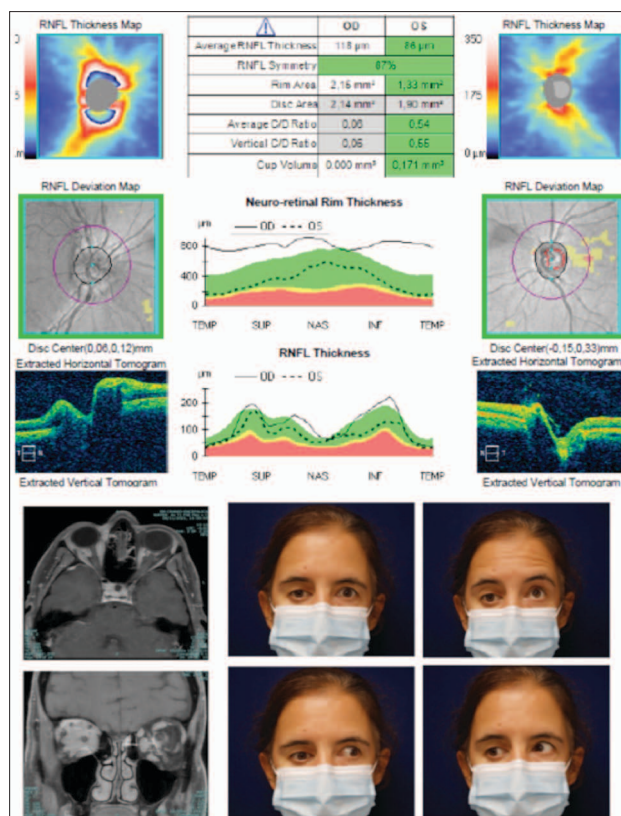 RNFL Thickness Map
OD OS
RNFL Thickness Map
Average RNFL Thickness 118 µm 86 µm
RNFL Symmetry 87%
Rim Area 2,15 mm² 1,33 mm²
Disc Area 2,14 mm² 1,90 mm²
Average C/D Ratio 0,06 0,54
Vertical C/D Ratio 0,05 0,55
Cup Volume 0.000 mm³ 0,171 mm³
350
175
0 µm
RNFL Deviation Map
Neuro-retinal Rim Thickness
RNFL Deviation Map
µm
OD OS
800
400
0
TEMP SUP NAS INF TEMP
Disc Center(0,06,0,12)mm
Disc Center(-0,15,0,33)mm
Extracted Horizontal Tomogram
RNFL Thickness
Extracted Horizontal Tomogram
µm
OD OS
200
100
0
TEMP SUP NAS INF TEMP
Extracted Vertical Tomogram
Extracted Vertical Tomogram